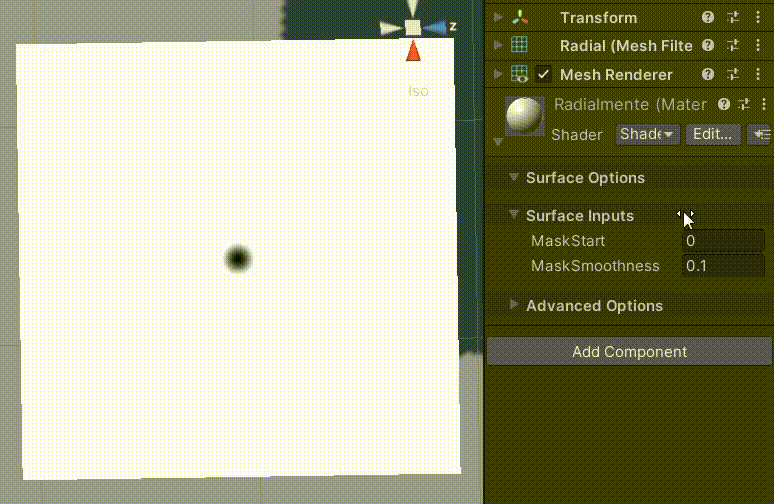 z
Iso
Transform
Radial (Mesh Filte
Mesh Renderer
Radialmente (Mater
Shader Shade Edit...
Surface Options
Surface Inputs
MaskStart 0
MaskSmoothness 0.1
Advanced Options
Add Component